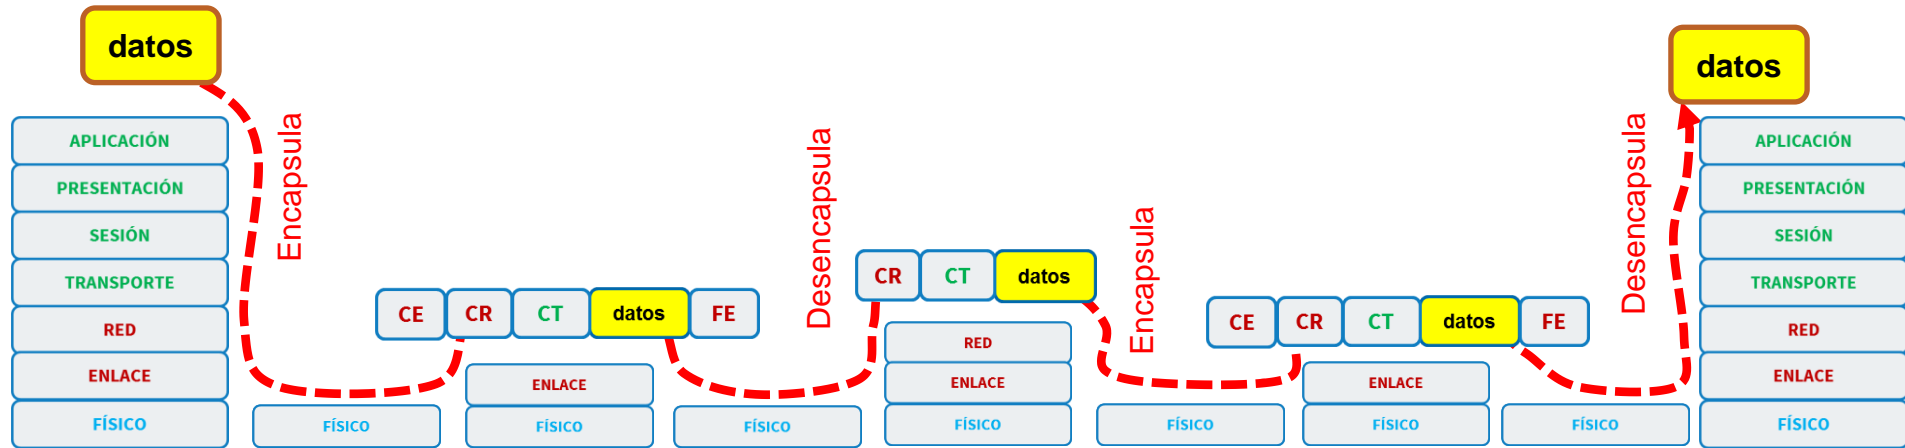 datos
APLICACIÓN
PRESENTACIÓN
SESIÓN
TRANSPORTE
RED
ENLACE
FÍSICO
Encapsula
FÍSICO
CE CR CT datos FE
ENLACE
FÍSICO
FÍSICO
Desencapsula
CR CT datos
RED
ENLACE
FÍSICO
Encapsula
FÍSICO
CE CR CT datos FE
ENLACE
FÍSICO
FÍSICO
Desencapsula
datos
APLICACIÓN
PRESENTACIÓN
SESIÓN
TRANSPORTE
RED
ENLACE
FÍSICO